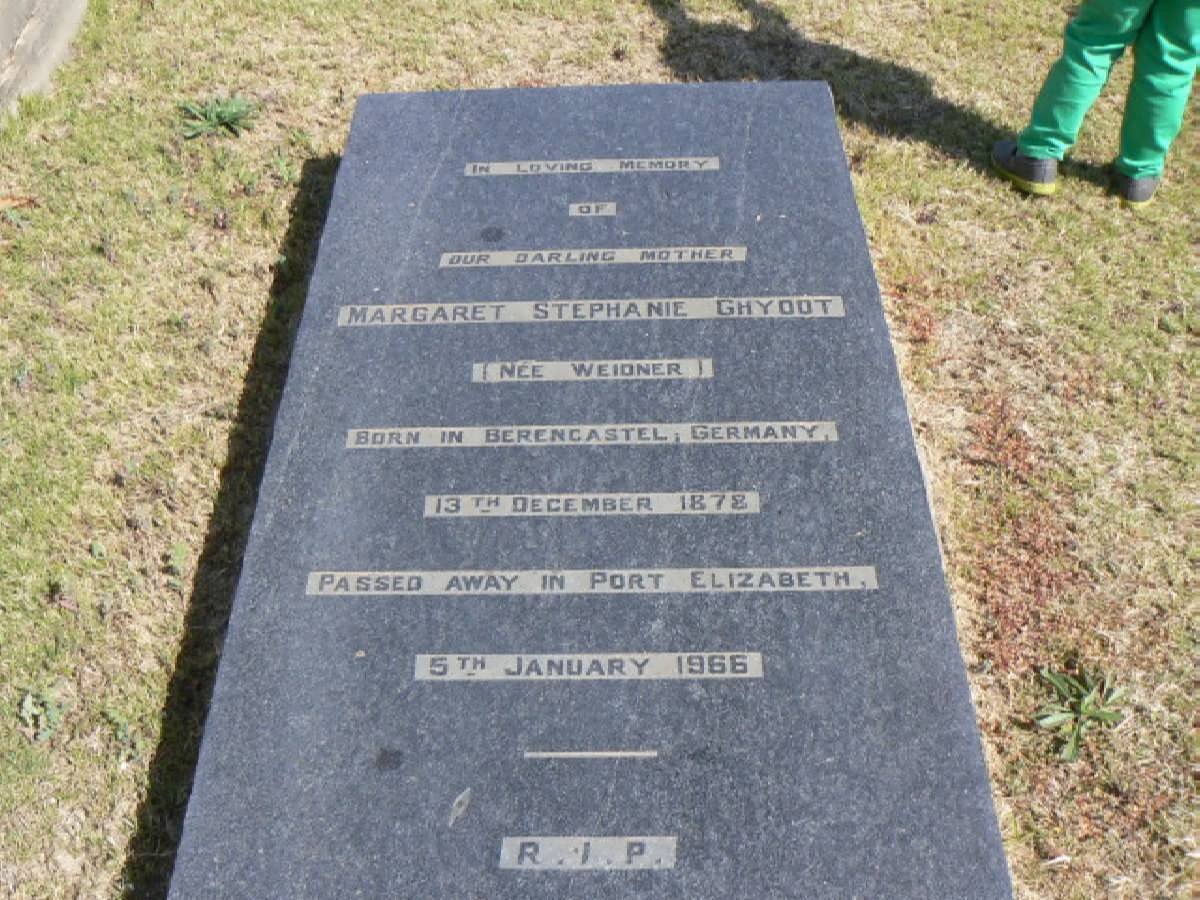 IN LOVING MEMORY
OF
OUR DARLING MOTHER
MARGARET STEPHANIE GHYOOT
(NÉE WEIDNER)
BORN IN BERENCASTEL, GERMANY,
13TH DECEMBER 1878
PASSED AWAY IN PORT ELIZABETH,
5TH JANUARY 1966
R.I.P.